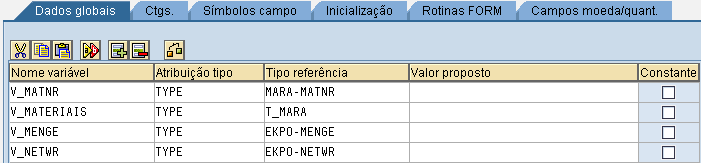 Dados globais Ctgs. Símbolos campo Inicialização Rotinas FORM Campos moeda/quant.
Nome variável Atribuição tipo Tipo referência Valor proposto Constante
V_MATNR TYPE MARA-MATNR
V_MATERIAIS TYPE T_MARA
V_MENGE TYPE EKPO-MENGE
V_NETWR TYPE EKPO-NETWR